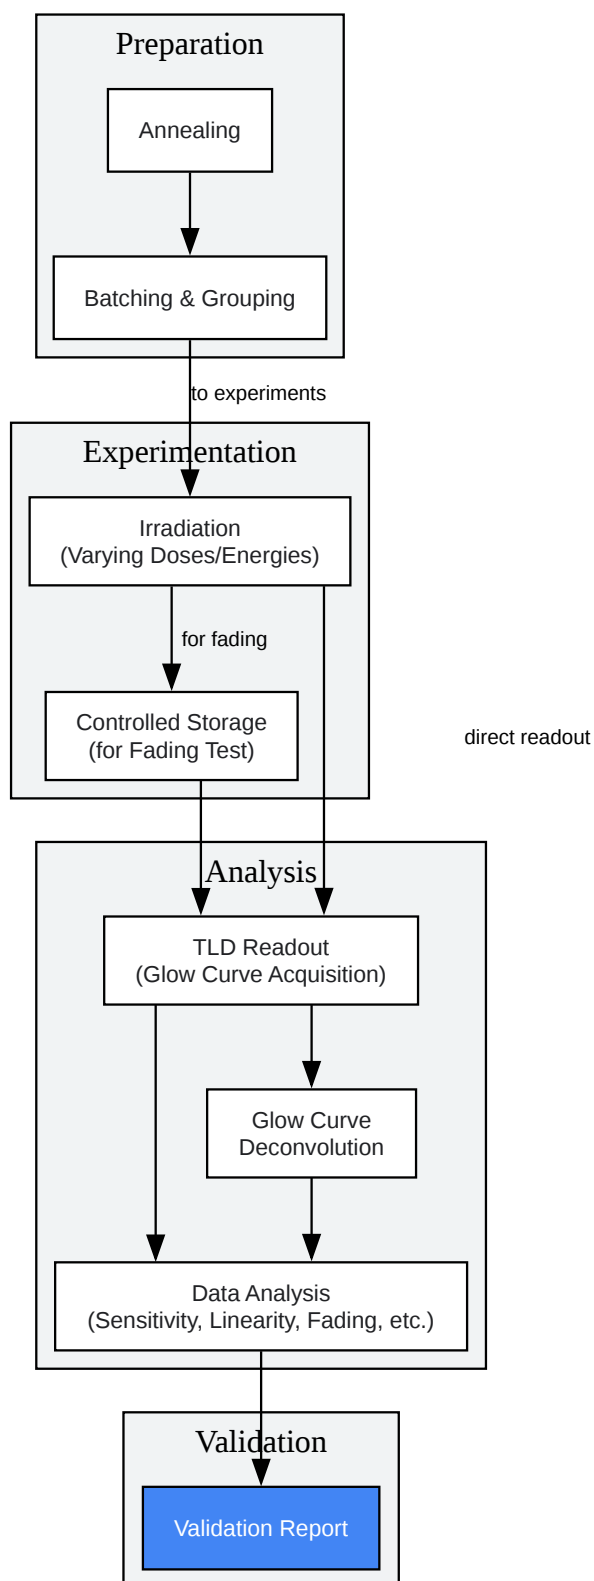 Preparation
Annealing
Batching & Grouping
to experiments
Experimentation
Irradiation
(Varying Doses/Energies)
for fading
Controlled Storage
(for Fading Test)
direct readout
Analysis
TLD Readout
(Glow Curve Acquisition)
Glow Curve
Deconvolution
Data Analysis
(Sensitivity, Linearity, Fading, etc.)
Validation
Validation Report